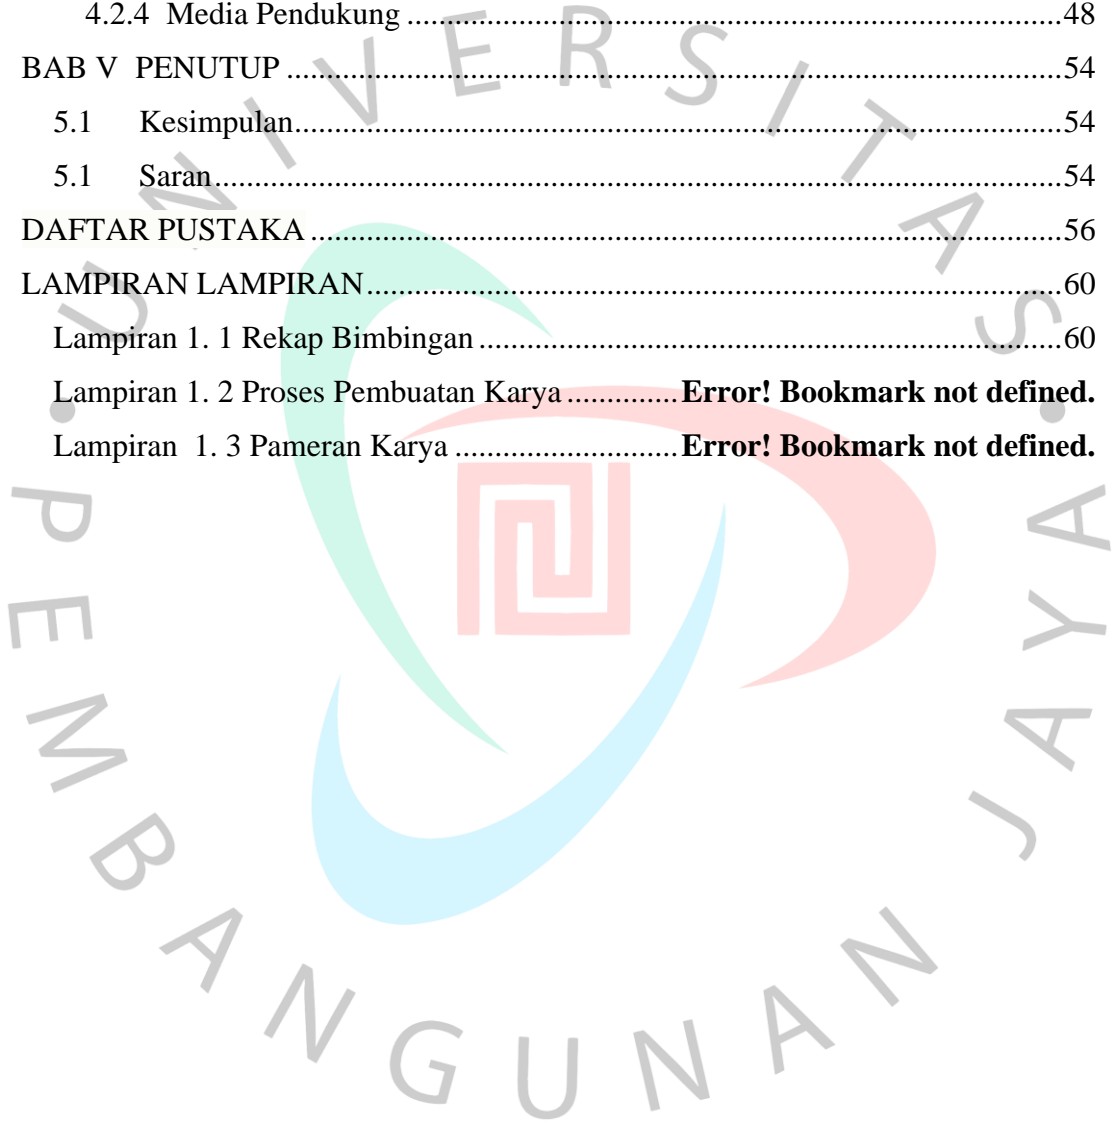 4.2.4 Media Pendukung ....................................................................................48
BAB V PENUTUP ....................................................................................................54
5.1 Kesimpulan...................................................................................................54
5.1 Saran.............................................................................................................54
DAFTAR PUSTAKA .................................................................................................56
LAMPIRAN LAMPIRAN..........................................................................................60
Lampiran 1. 1 Rekap Bimbingan ...........................................................................60
Lampiran 1. 2 Proses Pembuatan Karya ..............Error! Bookmark not defined.
Lampiran 1. 3 Pameran Karya ............................Error! Bookmark not defined.
UNIVERSITAS
PEMBANGUNAN JAYA